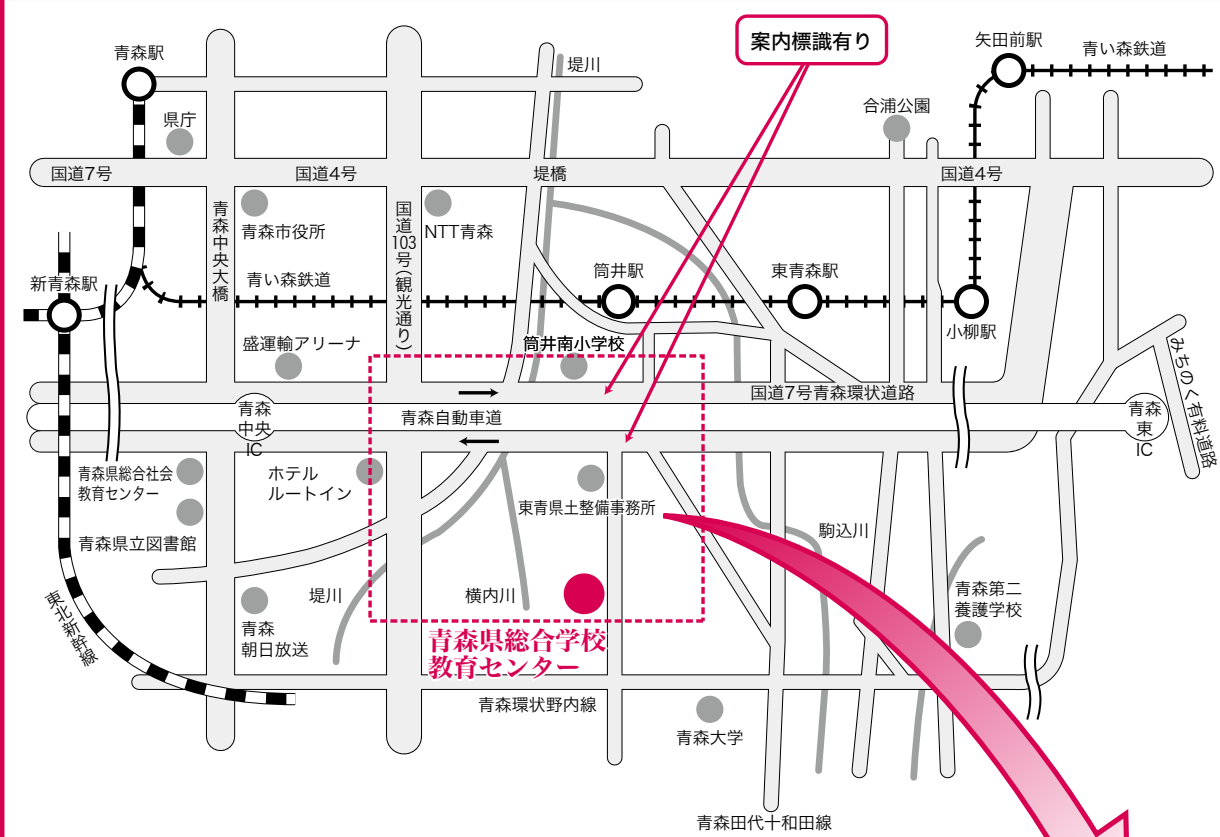 案内標識有り
矢田前駅
青い森鉄道
青森駅
堤川
県庁
合浦公園
国道7号
国道4号
堤橋
国道4号
青森中央大橋
青森市役所
国道103号(観光通り)
NTT青森
新青森駅
青い森鉄道
筒井駅
東青森駅
小柳駅
盛運輸アリーナ
筒井南小学校
みちのく有料道路
国道7号青森環状道路
青森
中央
IC
青森自動車道
青森
東
IC
青森県総合社会
教育センター
ホテル
ルートイン
東青県土整備事務所
青森県立図書館
駒込川
東北新幹線
堤川
横内川
青森第二
養護学校
青森
朝日放送
青森県総合学校
教育センター
青森環状野内線
青森大学
青森田代十和田線